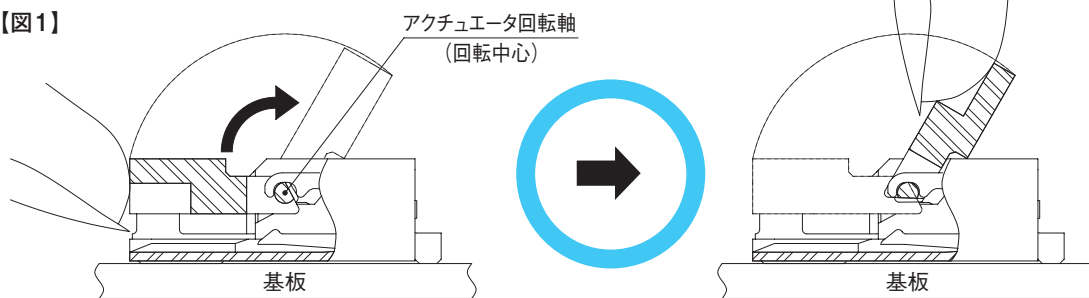 【図1】
アクチュエータ回転軸
(回転中心)
基板
基板